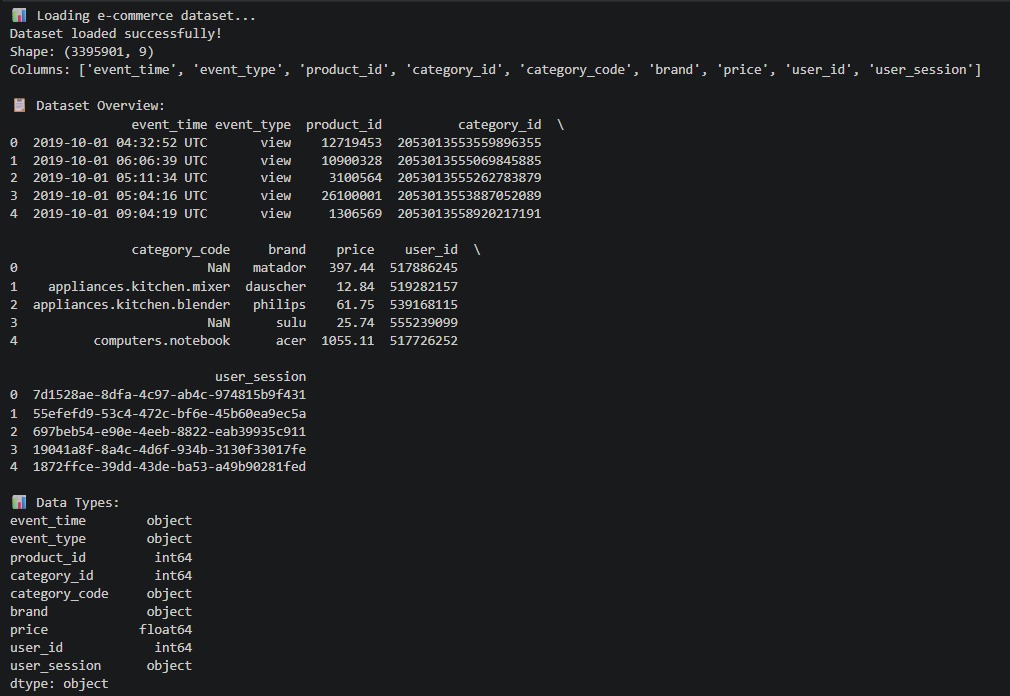 📊 Loading e-commerce dataset...
Dataset loaded successfully!
Shape: (3395901, 9)
Columns: ['event_time', 'event_type', 'product_id', 'category_id', 'category_code', 'brand', 'price', 'user_id', 'user_session']
📋 Dataset Overview:
event_time event_type product_id category_id \
0 2019-10-01 04:32:52 UTC view 12719453 2053013553559896355
1 2019-10-01 06:06:39 UTC view 10900328 2053013555069845885
2 2019-10-01 05:11:34 UTC view 3100564 2053013555262783879
3 2019-10-01 05:04:16 UTC view 26100001 2053013553887052089
4 2019-10-01 09:04:19 UTC view 1306569 2053013558920217191
category_code brand price user_id \
0 NaN matador 397.44 517886245
1 appliances.kitchen.mixer dauscher 12.84 519282157
2 appliances.kitchen.blender philips 61.75 539168115
3 NaN sulu 25.74 555239099
4 computers.notebook acer 1055.11 517726252
user_session
0 7d1528ae-8dfa-4c97-ab4c-974815b9f431
1 55efefd9-53c4-472c-bf6e-45b60ea9ec5a
2 697beb54-e90e-4eeb-8822-eab39935c911
3 19041a8f-8a4c-4d6f-934b-3130f33017fe
4 1872ffce-39dd-43de-ba53-a49b90281fed
📊 Data Types:
event_time object
event_type object
product_id int64
category_id int64
category_code object
brand object
price float64
user_id int64
user_session object
dtype: object